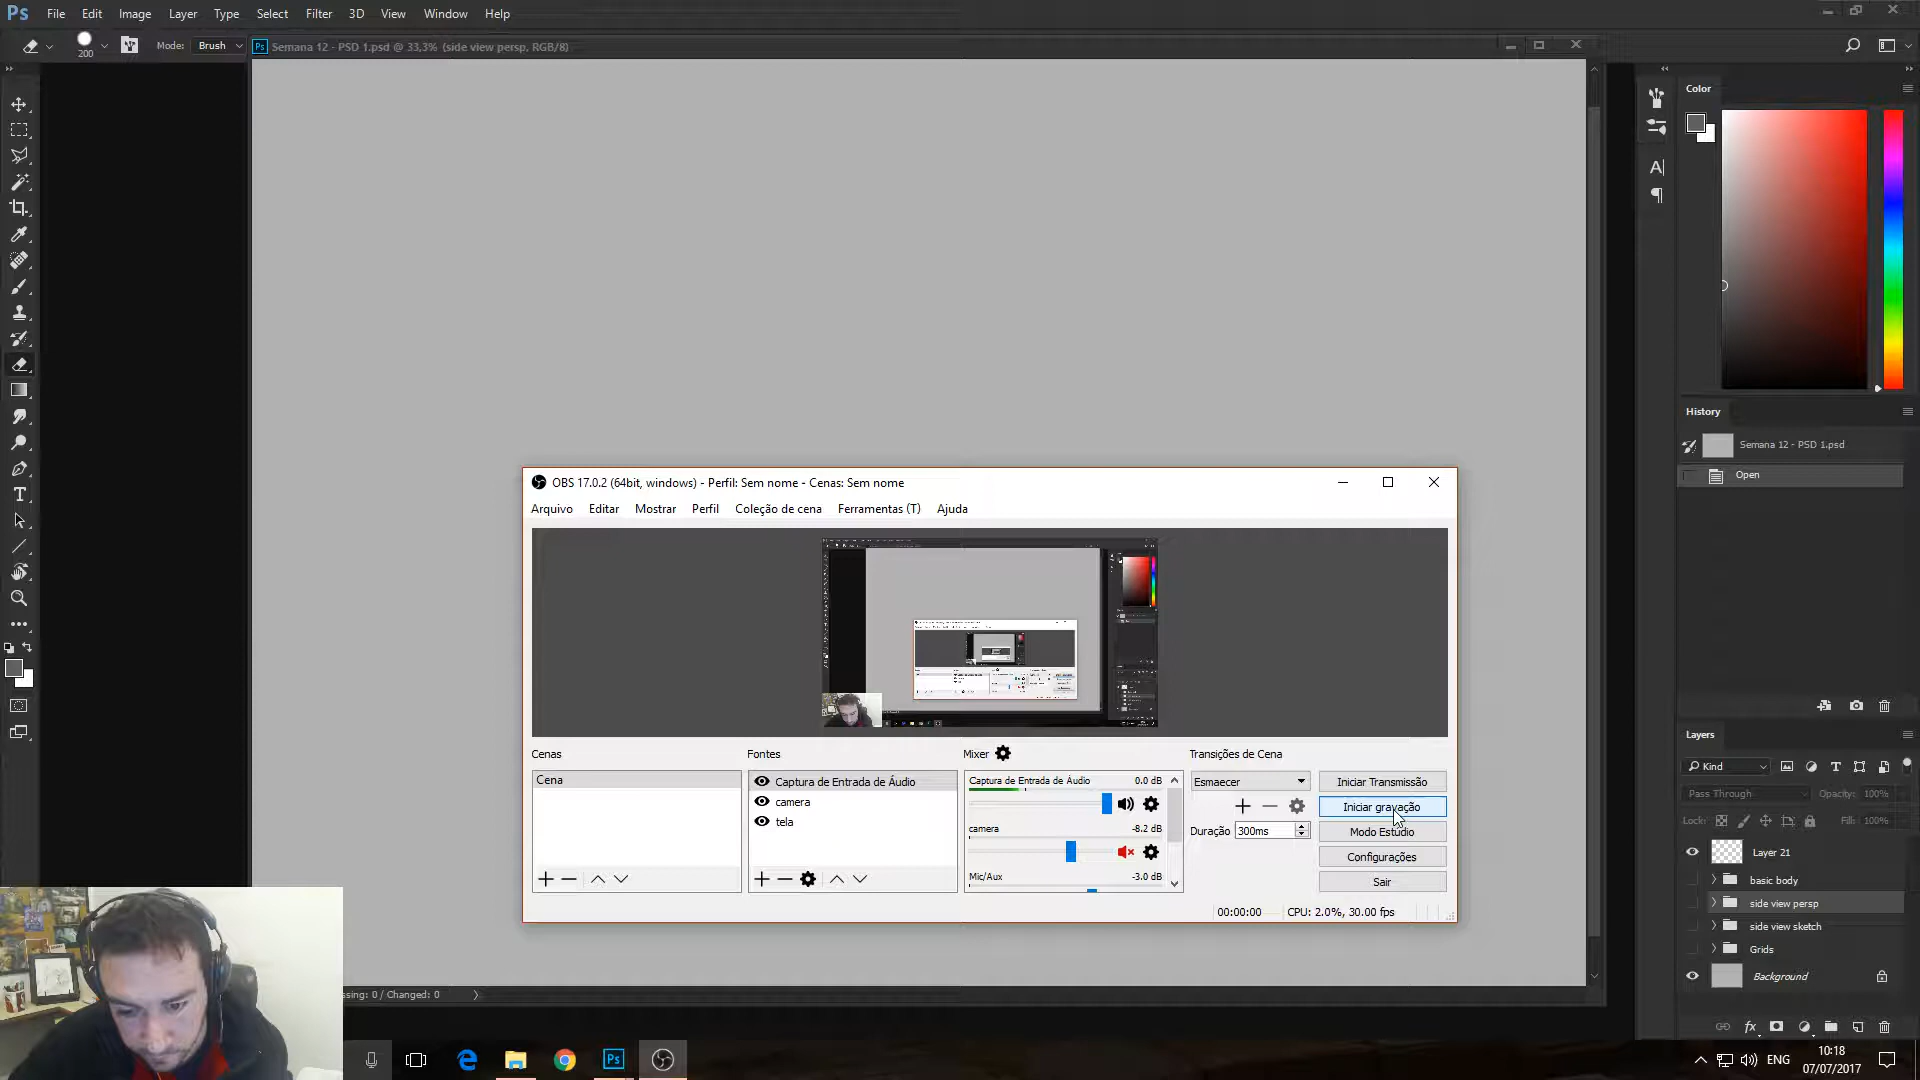 Ps File Edit Image Layer Type Select Filter 3D View Window Help
200 Mode: Brush
Ps Semana 12 - PSD 1.psd @ 33,3% (side view persp, RGB/8)
Color
History
Semana 12 - PSD 1.psd
Open
OBS 17.0.2 (64bit, windows) - Perfil: Sem nome - Cenas: Sem nome
Arquivo Editar Mostrar Perfil Coleção de cena Ferramentas (T) Ajuda
Cenas Fontes Mixer Transições de Cena
Cena
Captura de Entrada de Áudio
camera
tela
Captura de Entrada de Áudio 0.0 dB
camera -8.2 dB
Mic/Aux -3.0 dB
Esmaecer
Duração 300ms
Iniciar Transmissão
Iniciar gravação
Modo Estúdio
Configurações
Sair
00:00:00 CPU: 2.0%, 30.00 fps
Layers
Kind
Pass Through Opacity: 100%
Lock: Fill: 100%
Layer 21
basic body
side view persp
side view sketch
Grids
Background
ssing: 0 / Changed: 0
Ps
ENG
10:18
07/07/2017